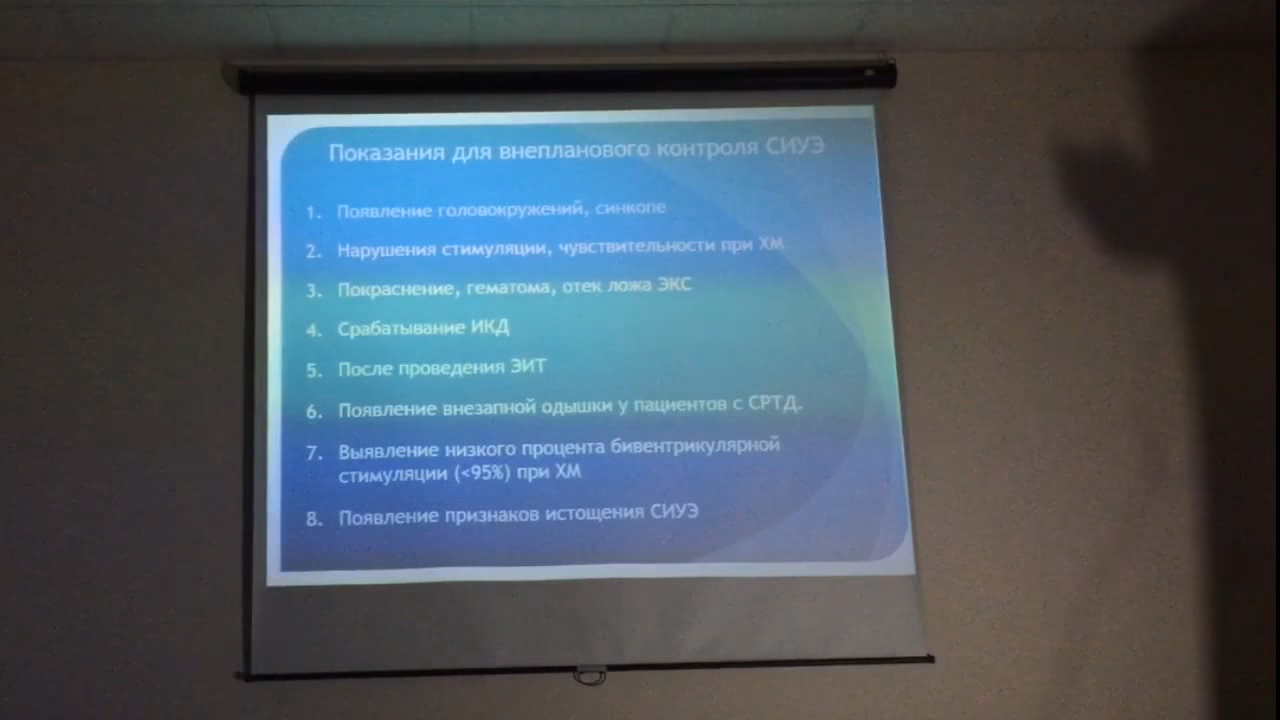 Показания для внепланового контроля СИУЭ
1. Появление головокружений, синкопе
2. Нарушения стимуляции, чувствительности при ХМ
3. Покраснение, гематома, отек ложа ЭКС
4. Срабатывание ИКД
5. После проведения ЭИТ
6. Появление внезапной одышки у пациентов с СРТД.
7. Выявление низкого процента бивентрикулярной
стимуляции (<95%) при ХМ
8. Появление признаков истощения СИУЭ